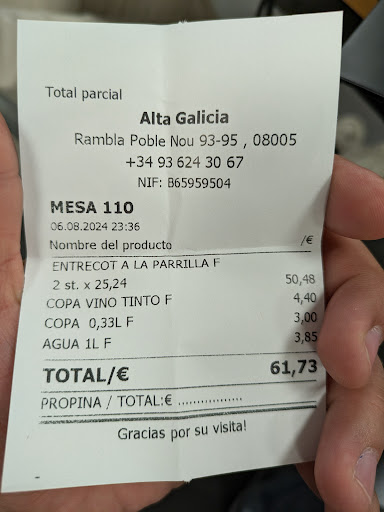 Total parcial
Alta Galicia
Rambla Poble Nou 93-95 , 08005
+34 93 624 30 67
NIF: B65959504
MESA 110
06.08.2024 23:36
Nombre del producto /€
ENTRECOT A LA PARRILLA F
2 st. x 25,24 50,48
COPA VINO TINTO F 4,40
COPA 0,33L F 3,00
AGUA 1L F 3,85
TOTAL/€ 61,73
PROPINA / TOTAL:€ .................
Gracias por su visita!
-